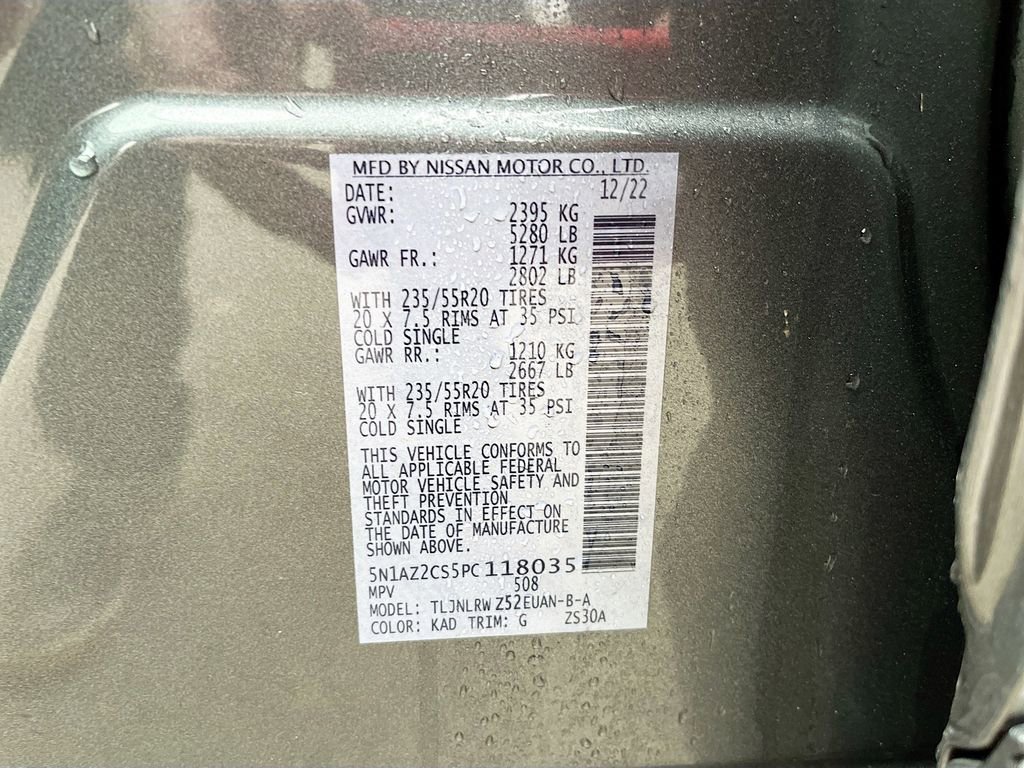 MFD BY NISSAN MOTOR CO., LTD.
DATE: 12/22
GVWR: 2395 KG
5280 LB
GAWR FR.: 1271 KG
2802 LB
WITH 235/55R20 TIRES
20 X 7.5 RIMS AT 35 PSI
COLD SINGLE
GAWR RR.: 1210 KG
2667 LB
WITH 235/55R20 TIRES
20 X 7.5 RIMS AT 35 PSI
COLD SINGLE
THIS VEHICLE CONFORMS TO
ALL APPLICABLE FEDERAL
MOTOR VEHICLE SAFETY AND
THEFT PREVENTION
STANDARDS IN EFFECT ON
THE DATE OF MANUFACTURE
SHOWN ABOVE.
5N1AZ2CS5PC118035
MPV 508
MODEL: TLJNLRW Z52EUAN-B-A
COLOR: KAD TRIM: G ZS30A